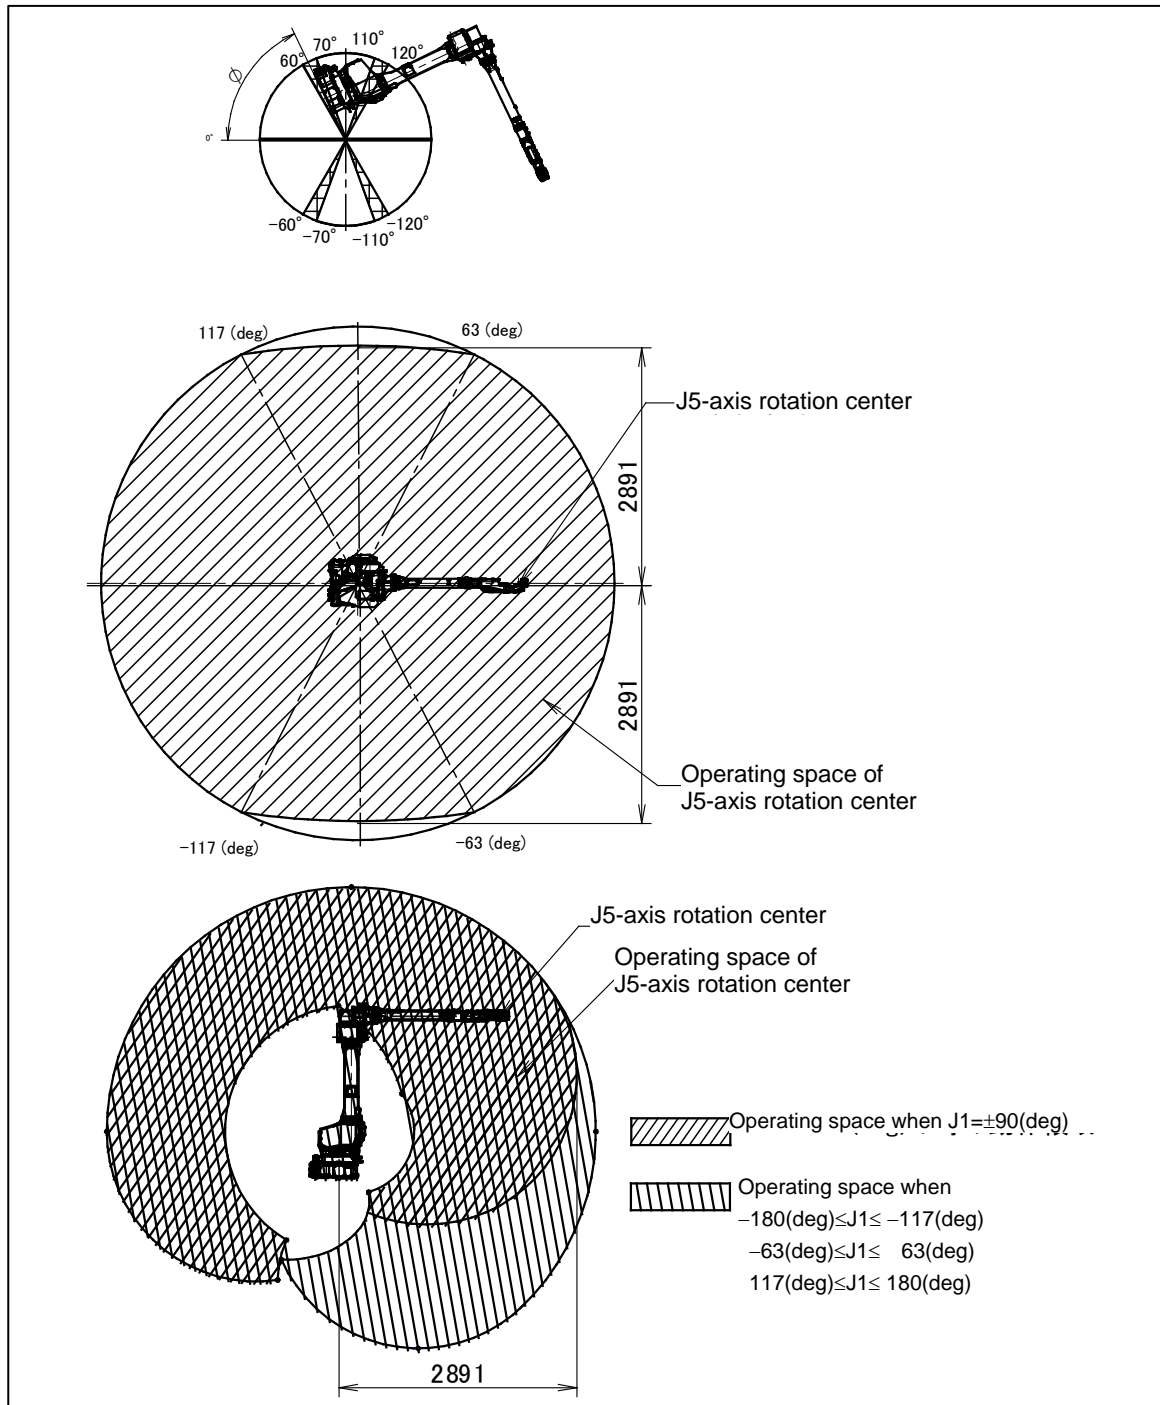 70° 110°
60° 120°
Ø
0°
−60° −120°
−70° −110°
117 (deg) 63 (deg)
J5-axis rotation center
2891
2891
Operating space of
J5-axis rotation center
−117 (deg) −63 (deg)
J5-axis rotation center
Operating space of
J5-axis rotation center
Operating space when J1=±90(deg)
Operating space when
−180(deg)≤J1≤ −117(deg)
−63(deg)≤J1≤ 63(deg)
117(deg)≤J1≤ 180(deg)
2891